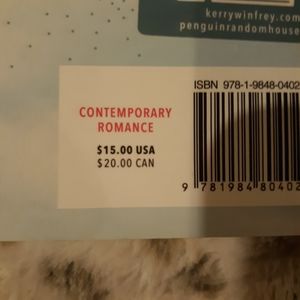 kerrywinfrey.com
penguinrandomhouse
ISBN 978-1-9848-0402
CONTEMPORARY
ROMANCE
$15.00 USA
$20.00 CAN
9 781984 80402